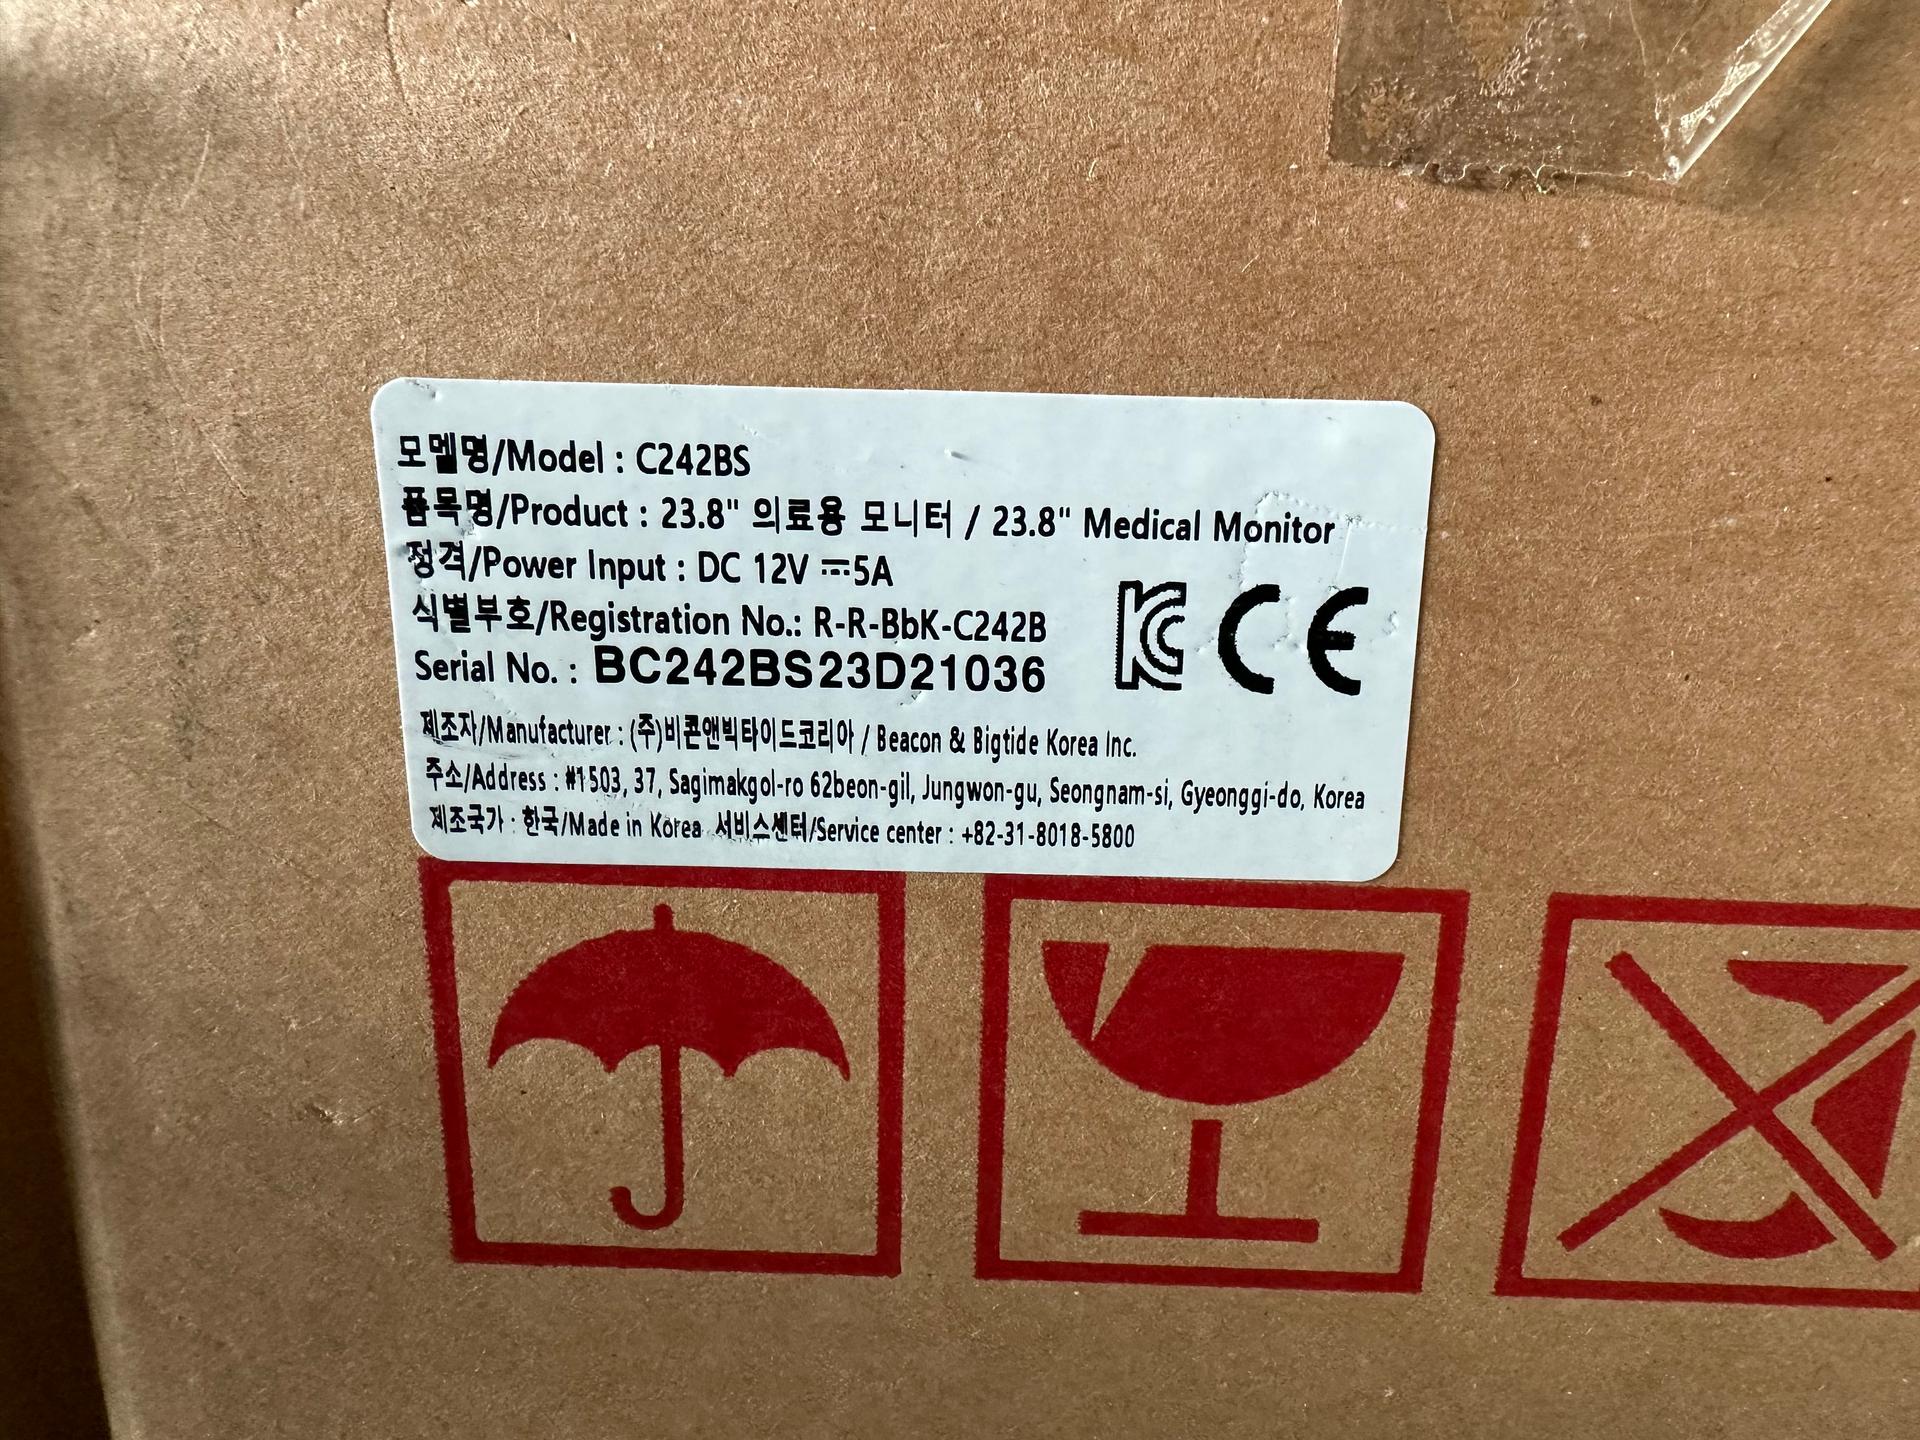 모델명/Model : C242BS
품목명/Product : 23.8" 의료용 모니터 / 23.8" Medical Monitor
정격/Power Input : DC 12V ⎓5A
식별부호/Registration No.: R-R-BbK-C242B
Serial No. : BC242BS23D21036
KC CE
제조자/Manufacturer : (주)비콘앤빅타이드코리아 / Beacon & Bigtide Korea Inc.
주소/Address : #1503, 37, Sagimakgol-ro 62beon-gil, Jungwon-gu, Seongnam-si, Gyeonggi-do, Korea
제조국가 : 한국/Made in Korea 서비스센터/Service center : +82-31-8018-5800